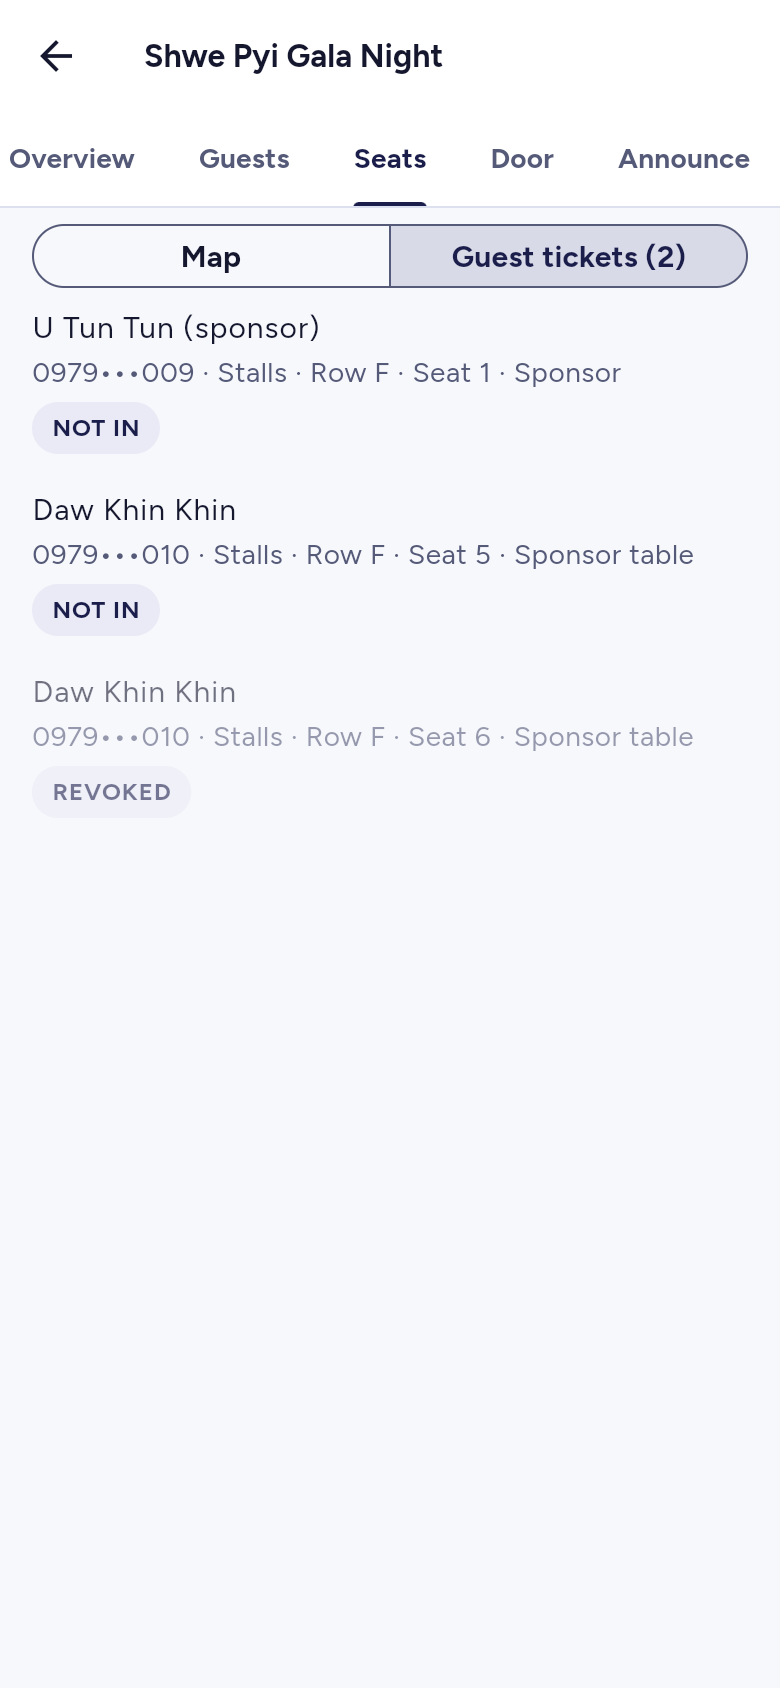 Shwe Pyi Gala Night
Overview Guests Seats Door Announce
Map Guest tickets (2)
U Tun Tun (sponsor)
0979•••009 · Stalls · Row F · Seat 1 · Sponsor
NOT IN
Daw Khin Khin
0979•••010 · Stalls · Row F · Seat 5 · Sponsor table
NOT IN
Daw Khin Khin
0979•••010 · Stalls · Row F · Seat 6 · Sponsor table
REVOKED